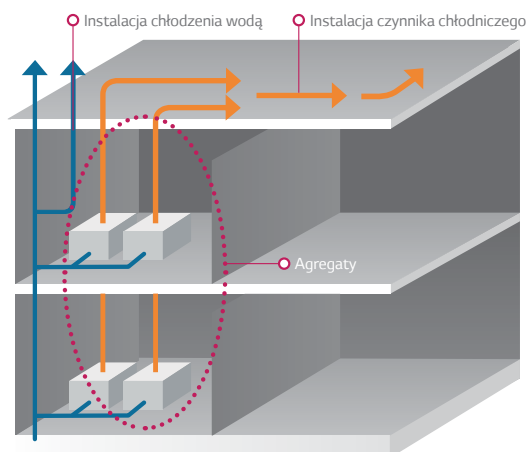 Instalacja chłodzenia wodą
Instalacja czynnika chłodniczego
Agregaty